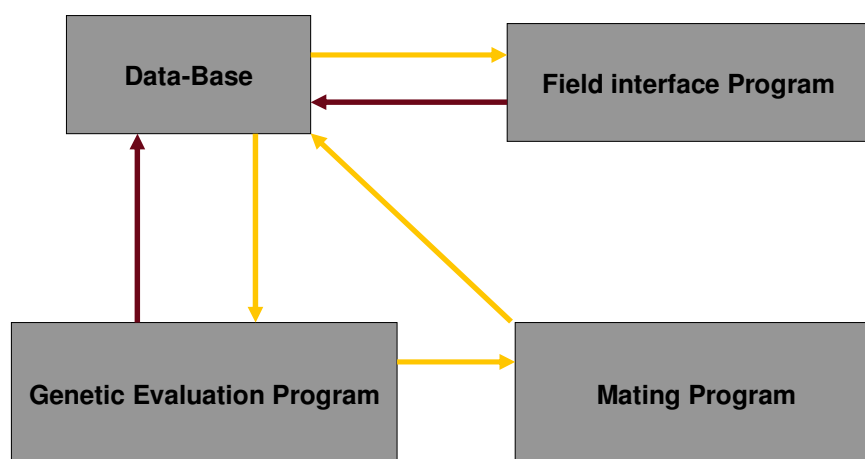 Data-Base
Field interface Program
Genetic Evaluation Program
Mating Program